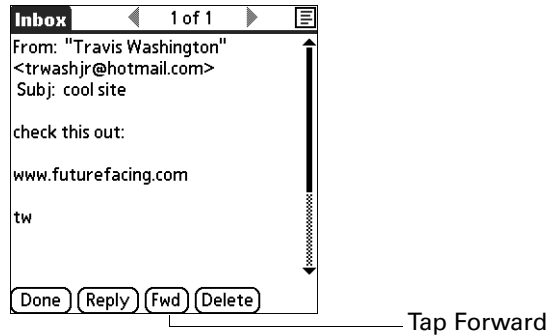 Inbox 1 of 1
From: "Travis Washington"
<trwashjr@hotmail.com>
Subj: cool site
check this out:
www.futurefacing.com
tw
Done Reply Fwd Delete
Tap Forward